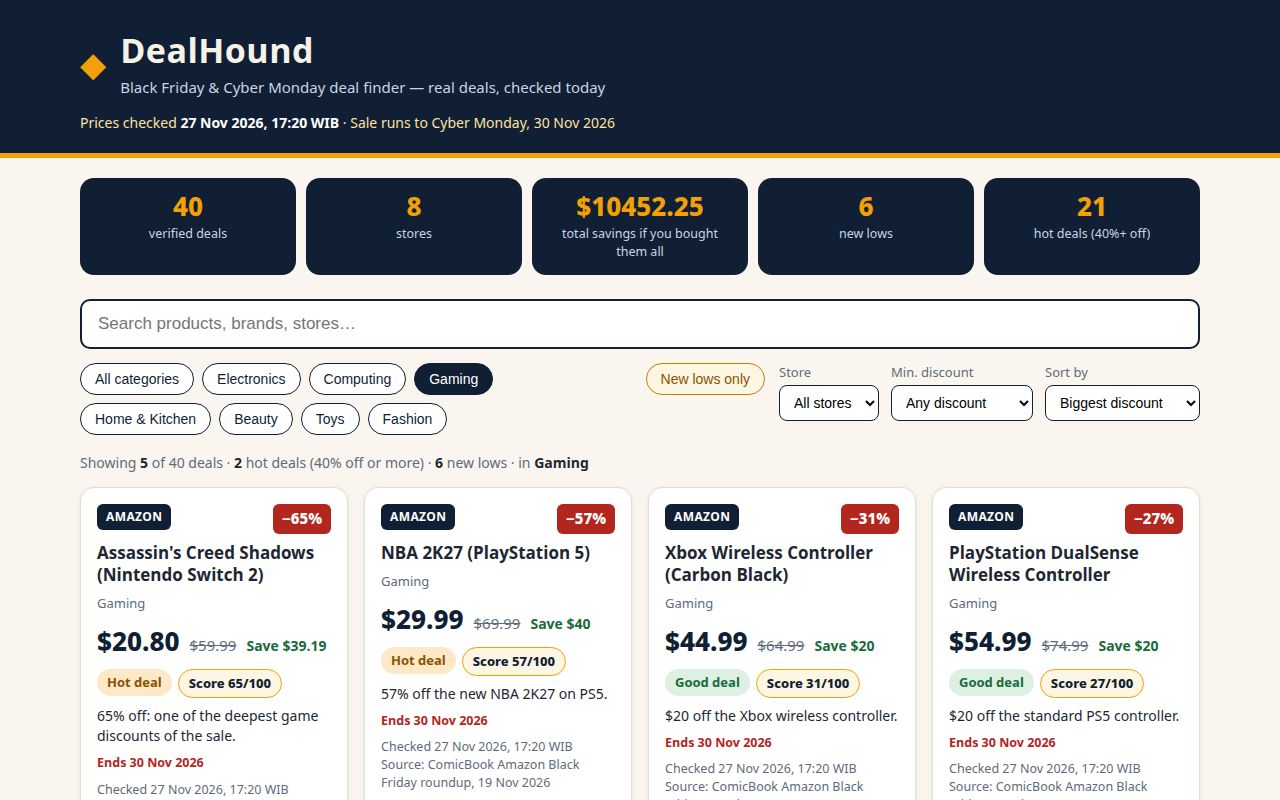 DealHound
Black Friday & Cyber Monday deal finder — real deals, checked today
Prices checked 27 Nov 2026, 17:20 WIB · Sale runs to Cyber Monday, 30 Nov 2026
40
verified deals
8
stores
$10452.25
total savings if you bought
them all
6
new lows
21
hot deals (40%+ off)
Search products, brands, stores…
All categories
Electronics
Computing
Gaming
Home & Kitchen
Beauty
Toys
Fashion
New lows only
Store
All stores
Min. discount
Any discount
Sort by
Biggest discount
Showing 5 of 40 deals · 2 hot deals (40% off or more) · 6 new lows · in Gaming
AMAZON
−65%
Assassin's Creed Shadows
(Nintendo Switch 2)
Gaming
$20.80 $59.99 Save $39.19
Hot deal
Score 65/100
65% off: one of the deepest game
discounts of the sale.
Ends 30 Nov 2026
Checked 27 Nov 2026, 17:20 WIB
AMAZON
−57%
NBA 2K27 (PlayStation 5)
Gaming
$29.99 $69.99 Save $40
Hot deal
Score 57/100
57% off the new NBA 2K27 on PS5.
Ends 30 Nov 2026
Checked 27 Nov 2026, 17:20 WIB
Source: ComicBook Amazon Black
Friday roundup, 19 Nov 2026
AMAZON
−31%
Xbox Wireless Controller
(Carbon Black)
Gaming
$44.99 $64.99 Save $20
Good deal
Score 31/100
$20 off the Xbox wireless controller.
Ends 30 Nov 2026
Checked 27 Nov 2026, 17:20 WIB
Source: ComicBook Amazon Black
AMAZON
−27%
PlayStation DualSense
Wireless Controller
Gaming
$54.99 $74.99 Save $20
Good deal
Score 27/100
$20 off the standard PS5 controller.
Ends 30 Nov 2026
Checked 27 Nov 2026, 17:20 WIB
Source: ComicBook Amazon Black